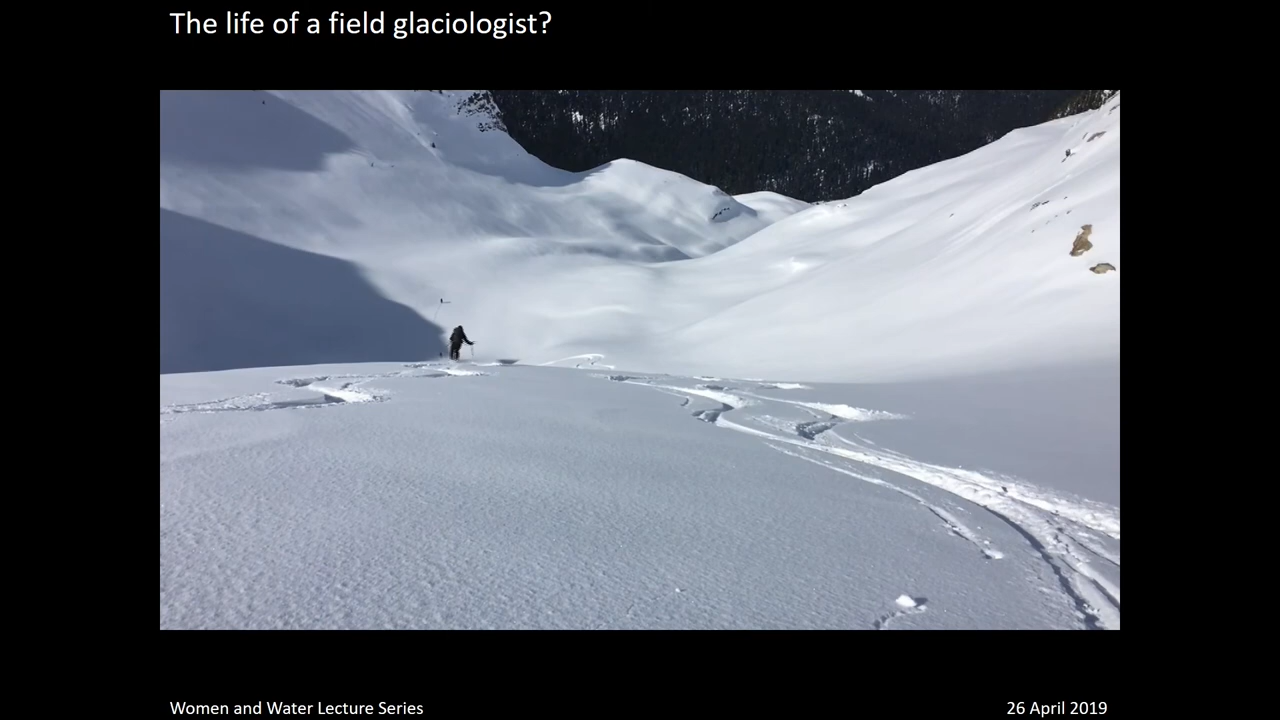 The life of a field glaciologist?
Women and Water Lecture Series
26 April 2019